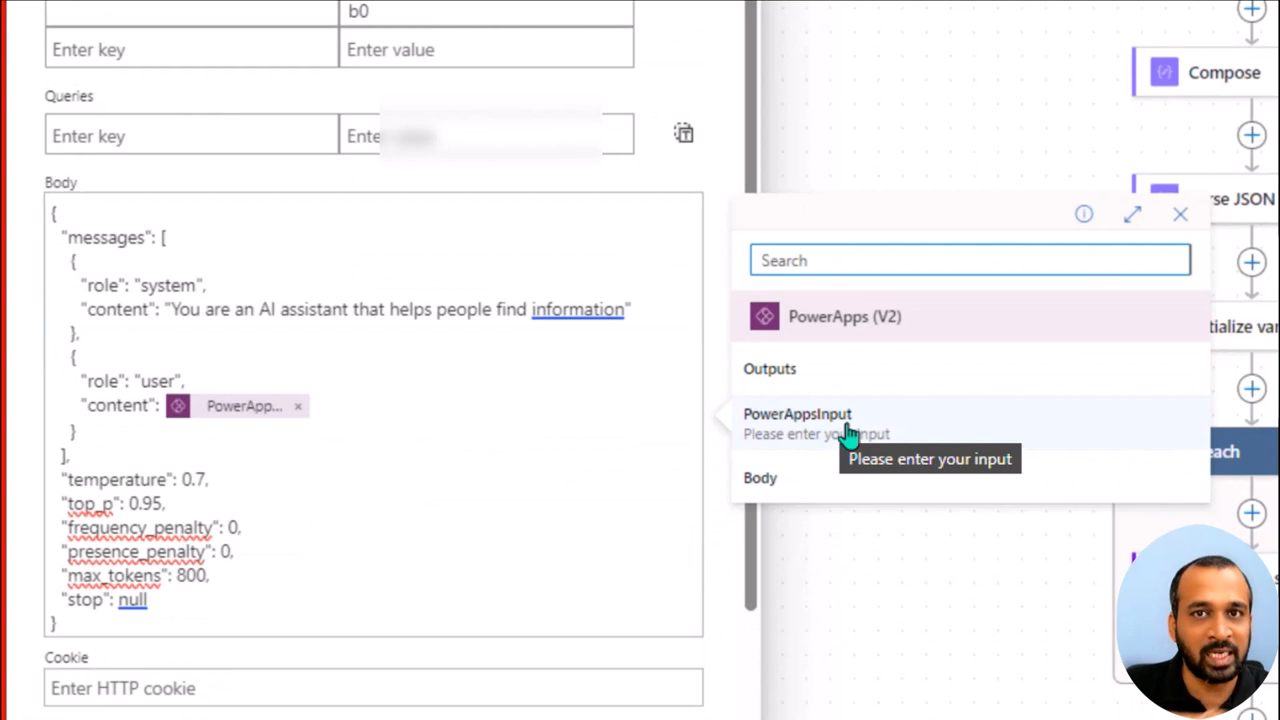 b0
Enter key Enter value
Queries
Enter key Ente
Body
{
"messages": [
{
"role": "system",
"content": "You are an AI assistant that helps people find information"
},
{
"role": "user",
"content": PowerApp... ×
}
],
"temperature": 0.7,
"top_p": 0.95,
"frequency_penalty": 0,
"presence_penalty": 0,
"max_tokens": 800,
"stop": null
}
Cookie
Enter HTTP cookie
Search
PowerApps (V2)
Outputs
PowerAppsInput
Please enter your input
Please enter your input
Body
Compose
rse JSON
tialize var
each